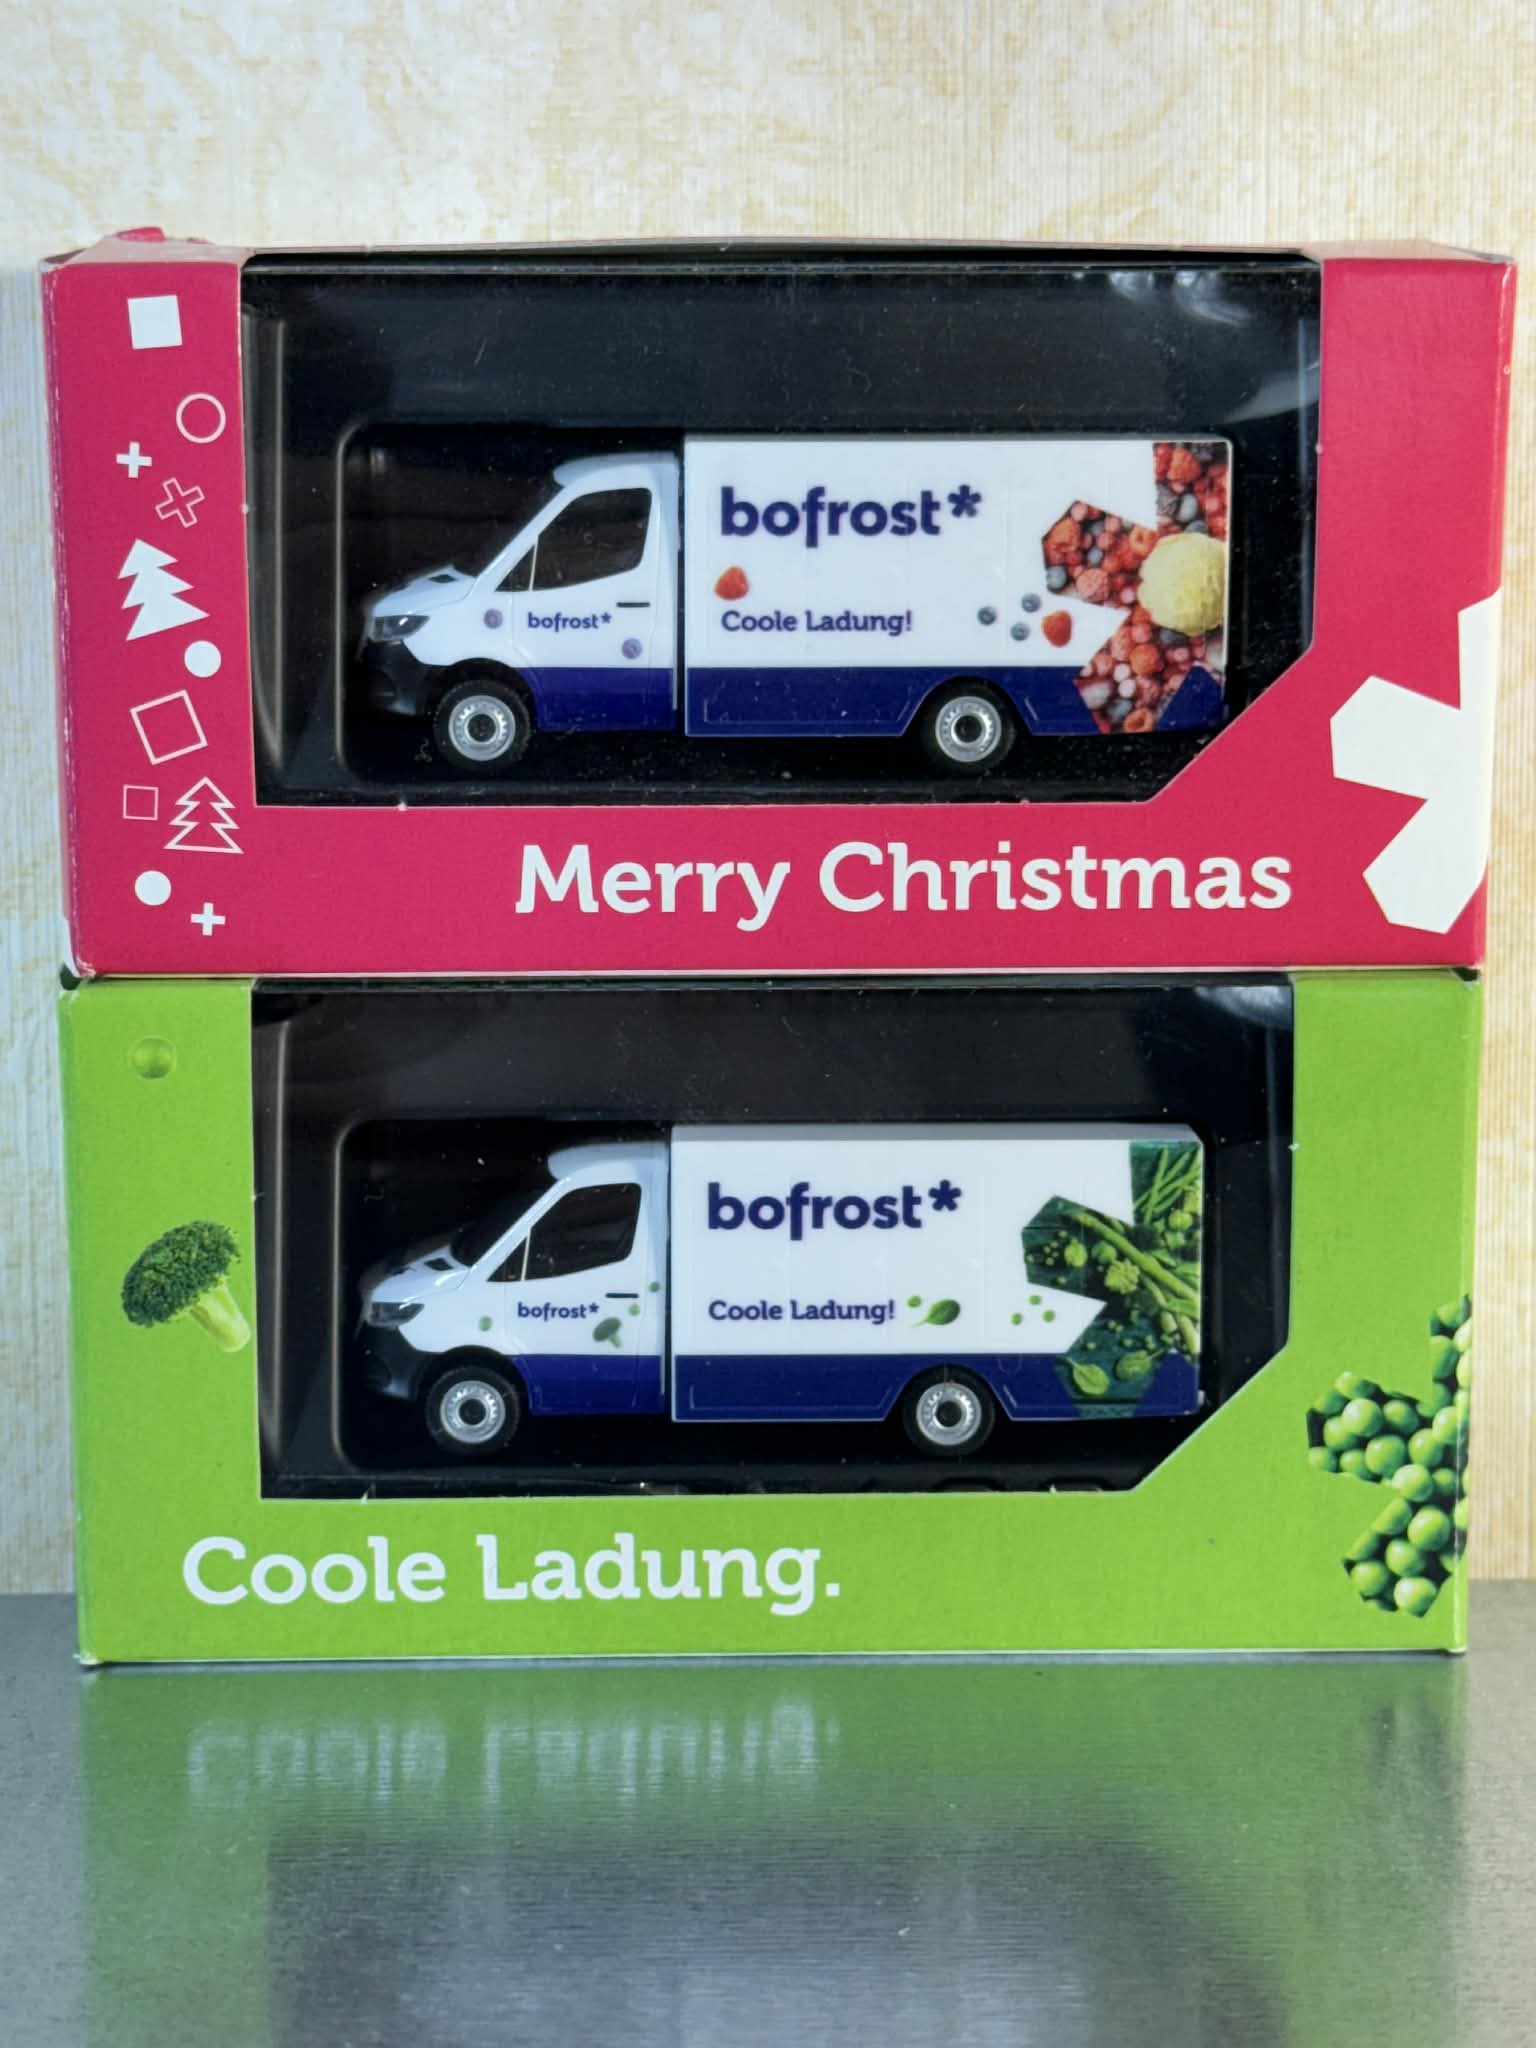 bofrost*
Coole Ladung!
bofrost*
Merry Christmas
bofrost*
Coole Ladung!
bofrost*
Coole Ladung.